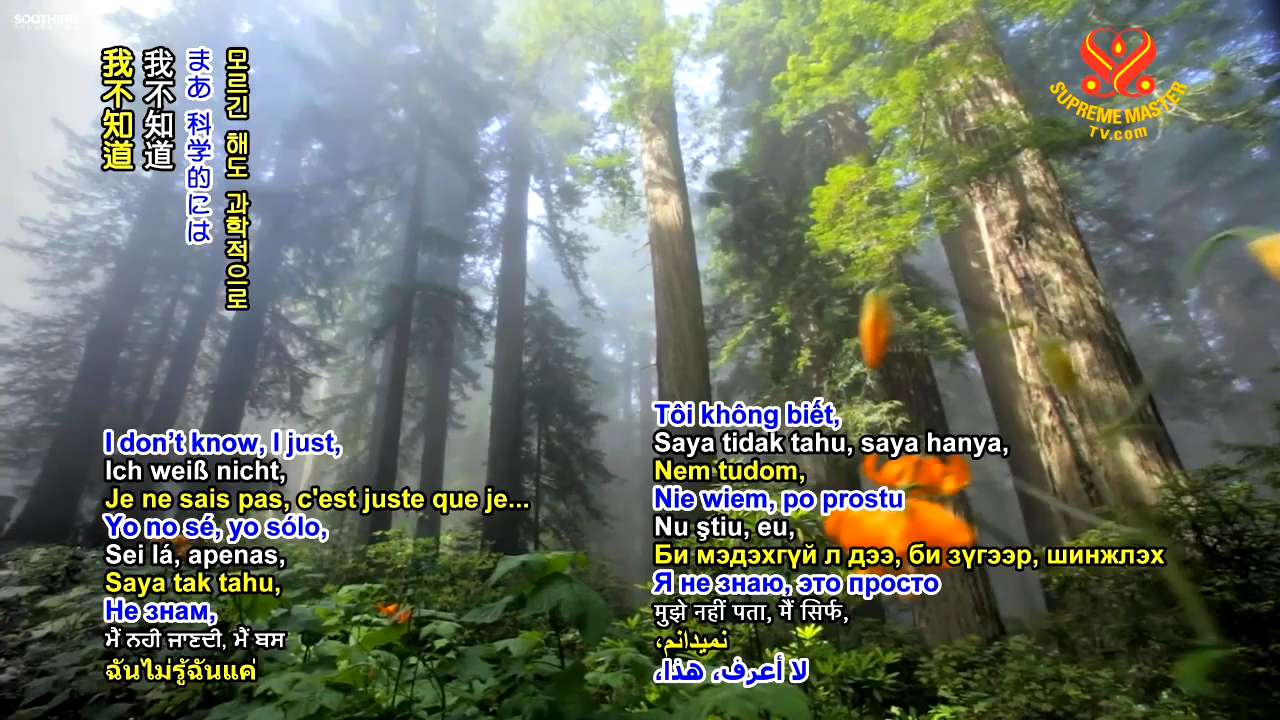 SOOTHING
SUPREME MASTER
TV.com
我不知道
我不知道
まあ 科学的には
모르긴 해도 과학적으로
I don't know, I just,
Ich weiß nicht,
Je ne sais pas, c'est juste que je...
Yo no sé, yo sólo,
Sei lá, apenas,
Saya tak tahu,
Не знам,
ਮੈਂ ਨਹੀ ਜਾਣਦੀ, ਮੈਂ ਬਸ
ฉันไม่รู้ฉันแค่
Tôi không biết,
Saya tidak tahu, saya hanya,
Nem tudom,
Nie wiem, po prostu
Nu ştiu, eu,
Би мэдэхгүй л дээ, би зүгээр, шинжлэх
Я не знаю, это просто
मुझे नहीं पता, मैं सिर्फ,
نمیدانم،
لا أعرف، هذا،